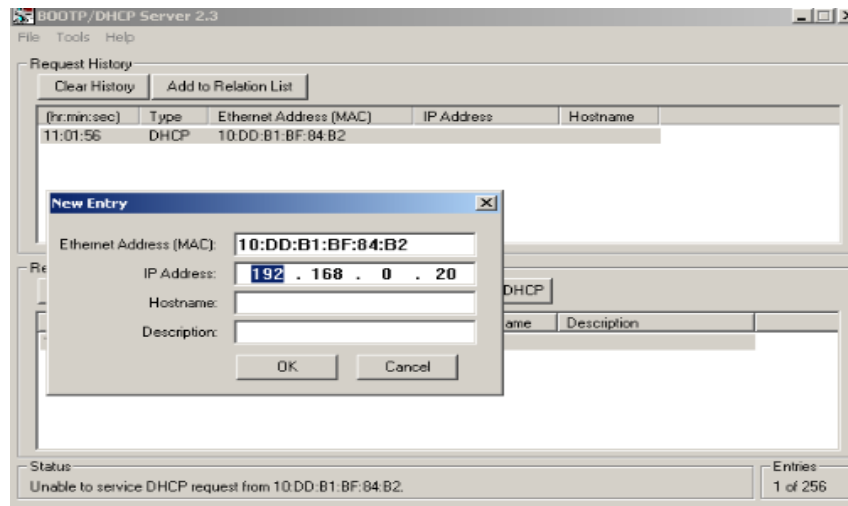 BOOTP/DHCP Server 2.3
File Tools Help
Request History
Clear History Add to Relation List
(hr:min:sec) Type Ethernet Address (MAC) IP Address Hostname
11:01:56 DHCP 10:DD:B1:BF:84:B2
New Entry
Ethernet Address (MAC): 10:DD:B1:BF:84:B2
IP Address: 192 . 168 . 0 . 20
Hostname:
Description:
OK Cancel
DHCP
Description
Status
Unable to service DHCP request from 10:DD:B1:BF:84:B2.
Entries
1 of 256